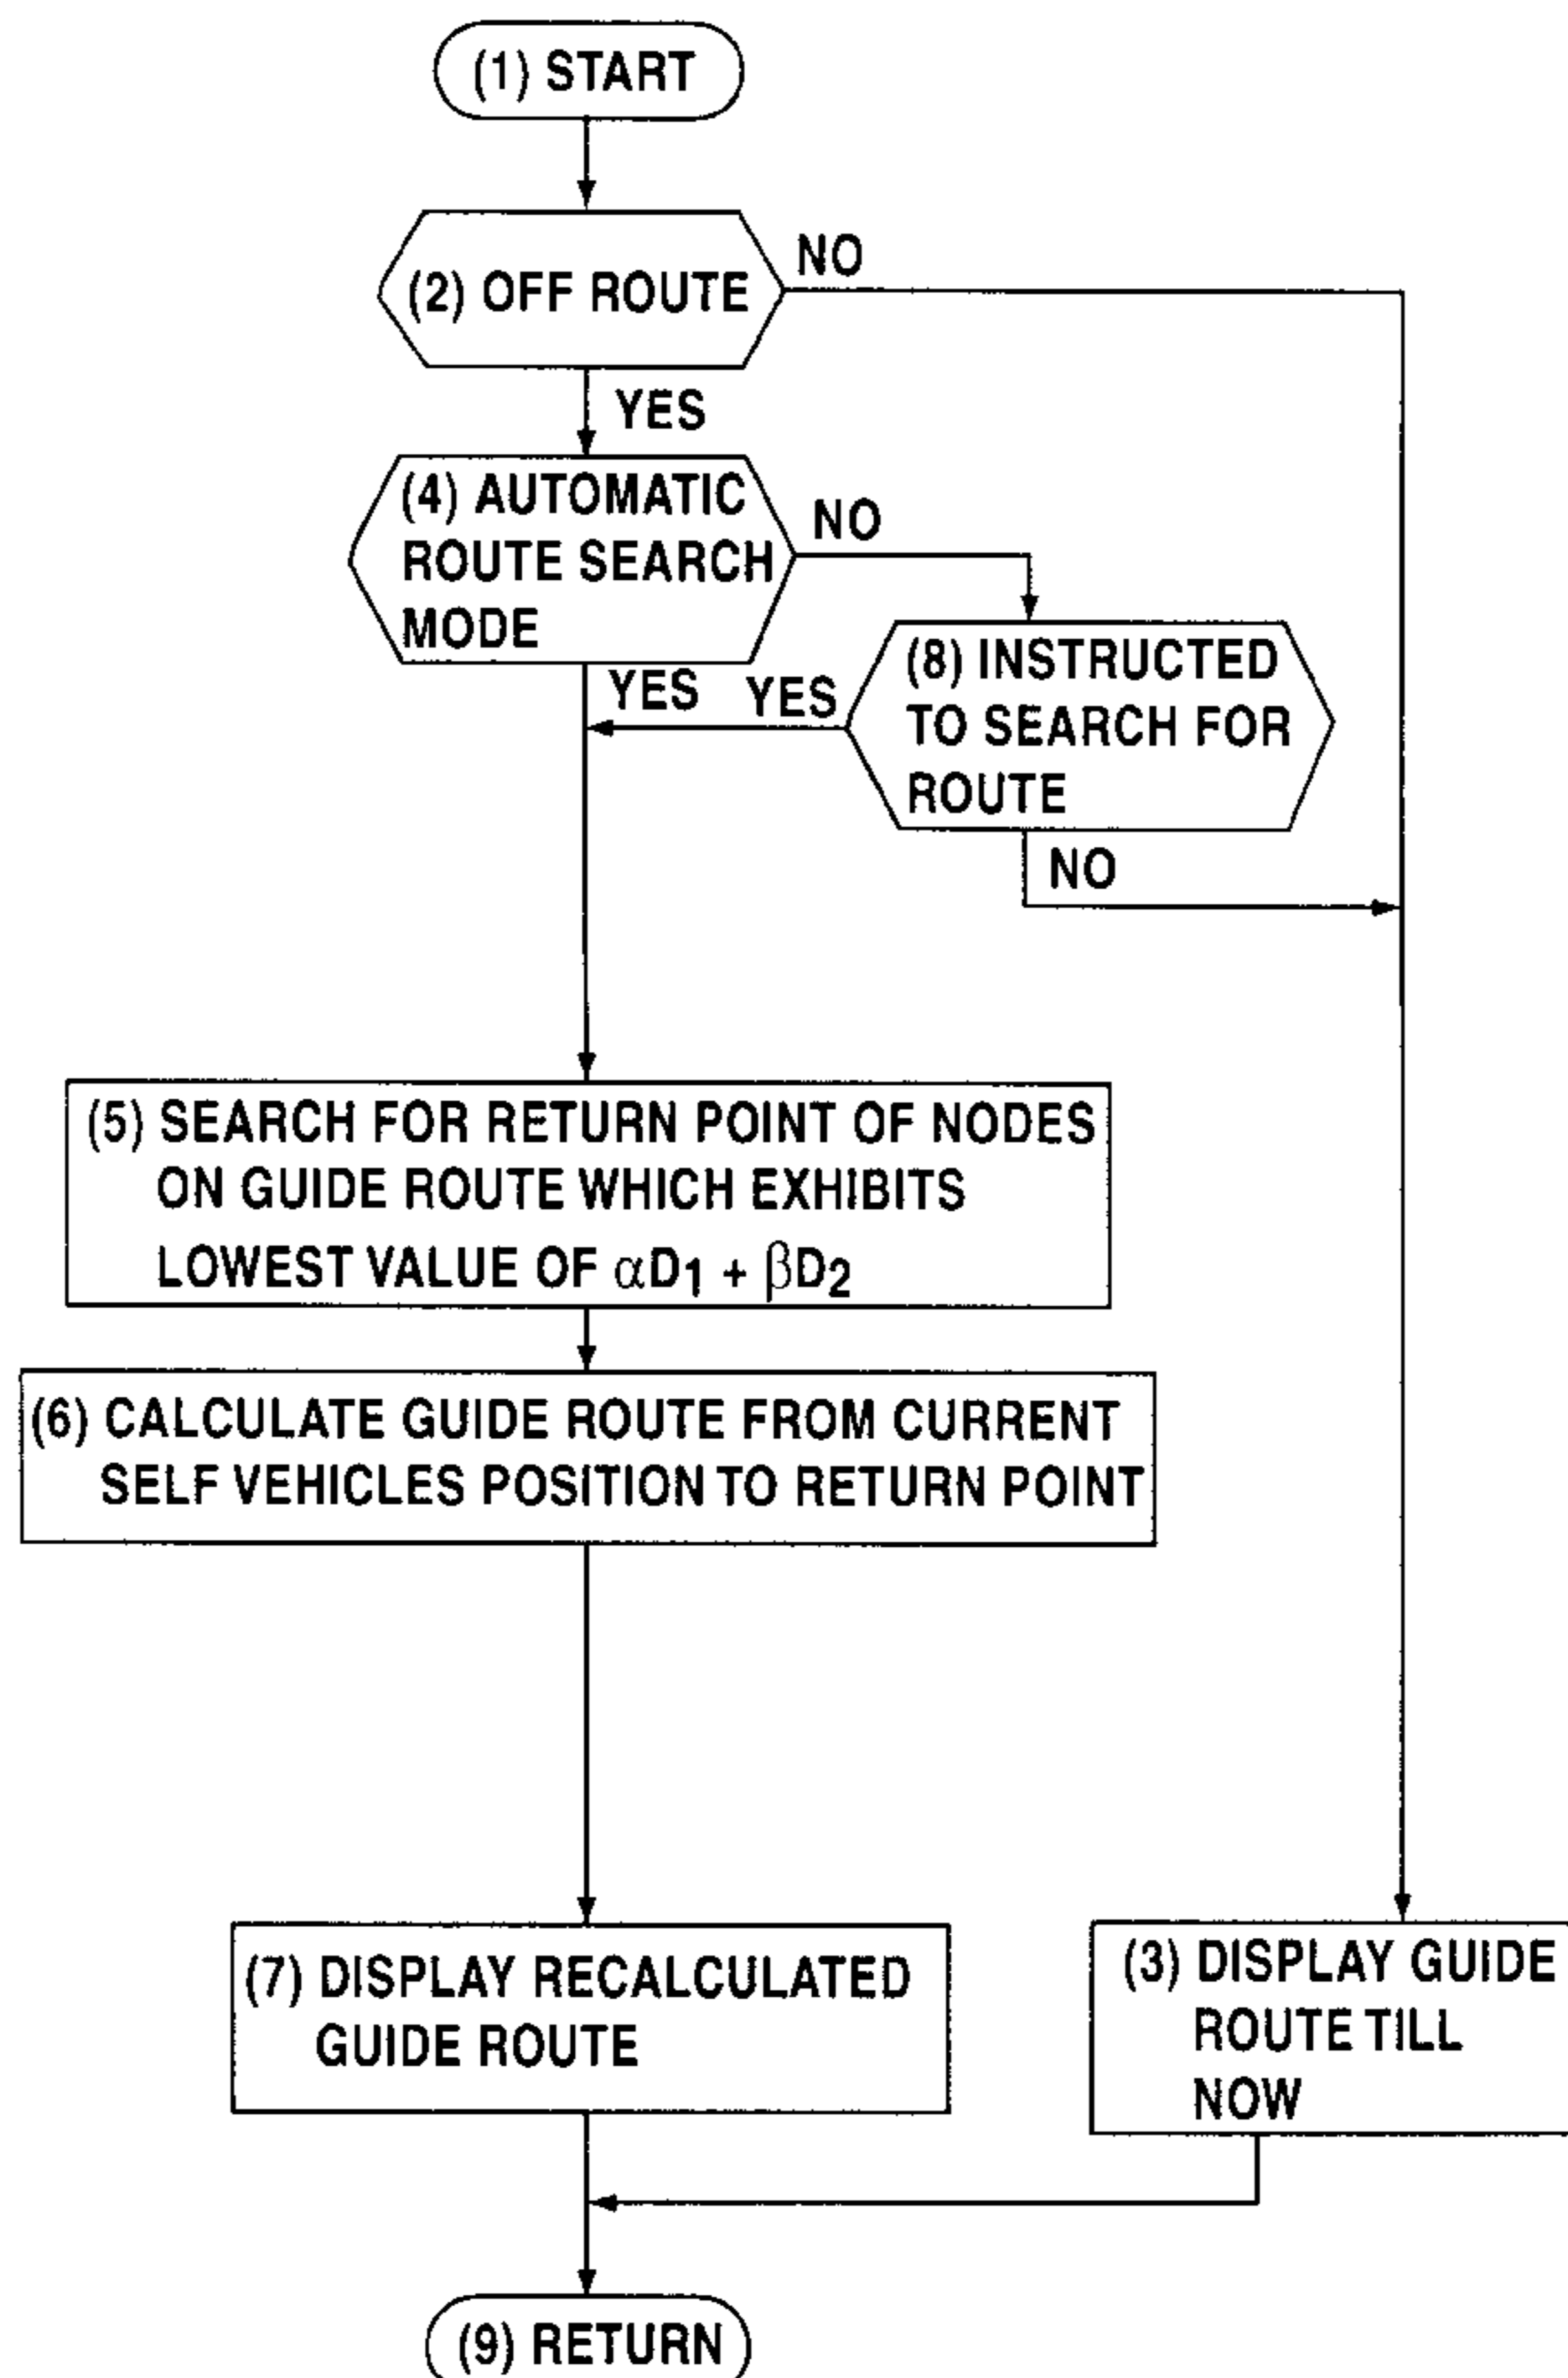 (1) START
(2) OFF ROUTE
NO
YES
(4) AUTOMATIC
ROUTE SEARCH
MODE
NO
YES
YES
(8) INSTRUCTED
TO SEARCH FOR
ROUTE
NO
(5) SEARCH FOR RETURN POINT OF NODES
ON GUIDE ROUTE WHICH EXHIBITS
LOWEST VALUE OF αD1 + βD2
(6) CALCULATE GUIDE ROUTE FROM CURRENT
SELF VEHICLES POSITION TO RETURN POINT
(7) DISPLAY RECALCULATED
GUIDE ROUTE
(3) DISPLAY GUIDE
ROUTE TILL
NOW
(9) RETURN